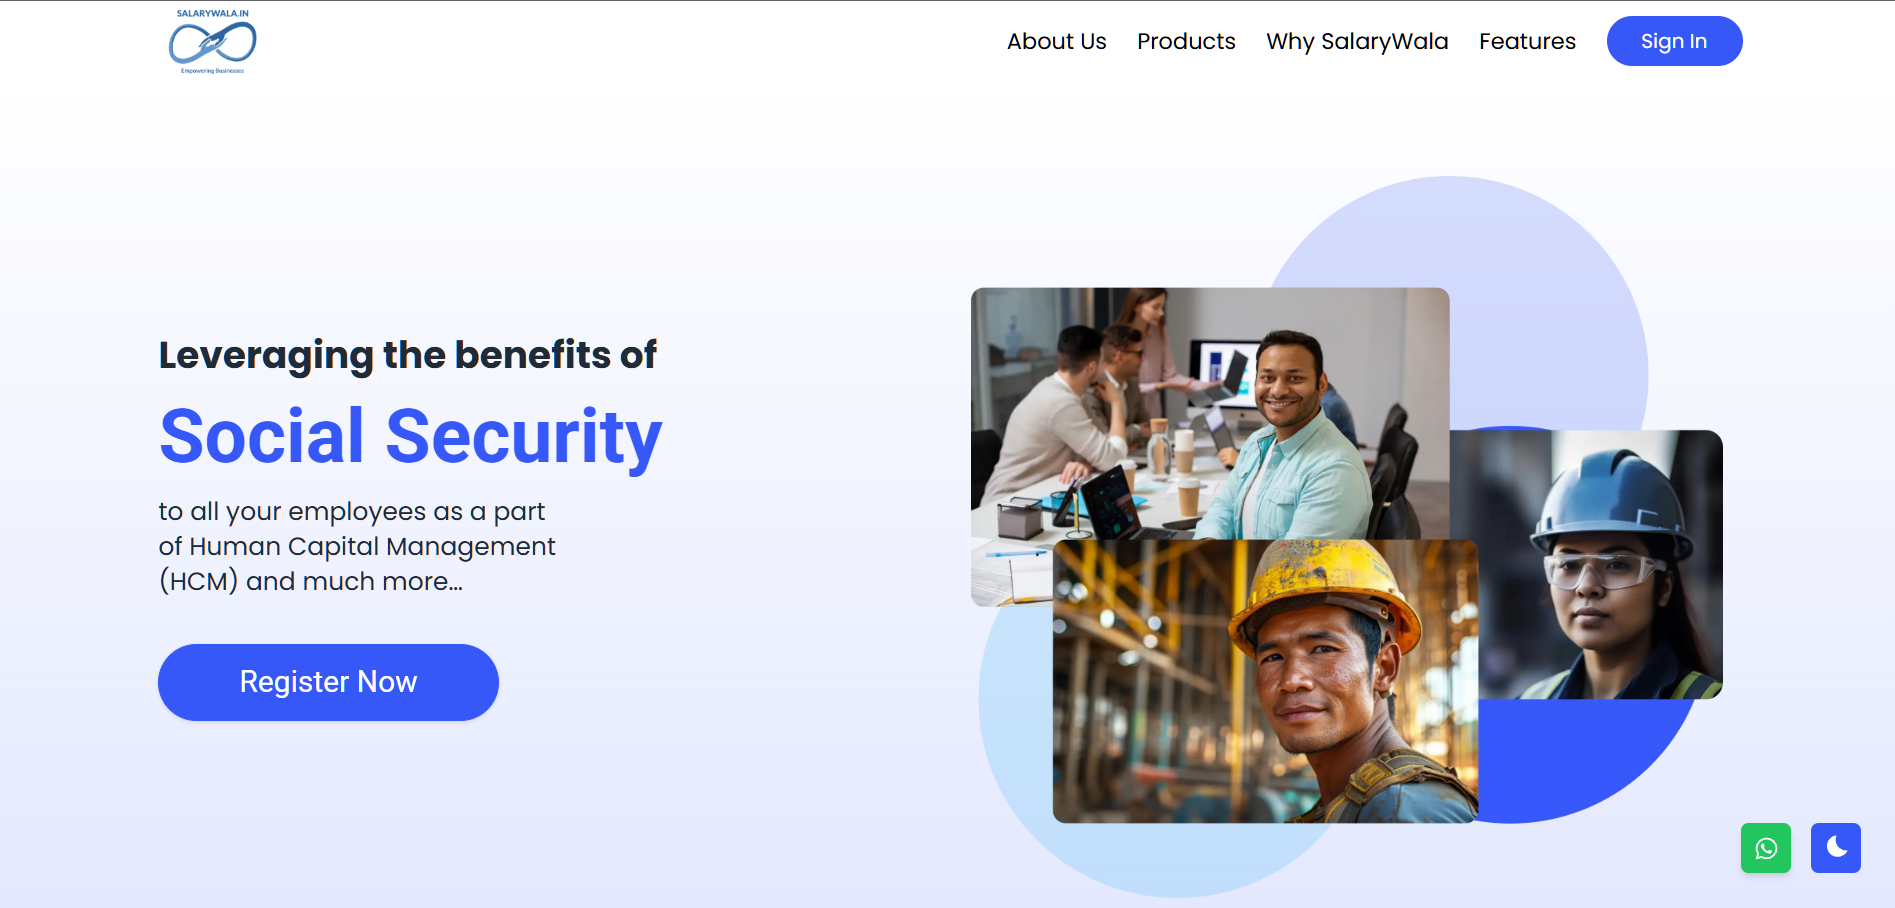 SALARYWALA.IN
Empowering Businesses
About Us
Products
Why SalaryWala
Features
Sign In
Leveraging the benefits of
Social Security
to all your employees as a part
of Human Capital Management
(HCM) and much more...
Register Now